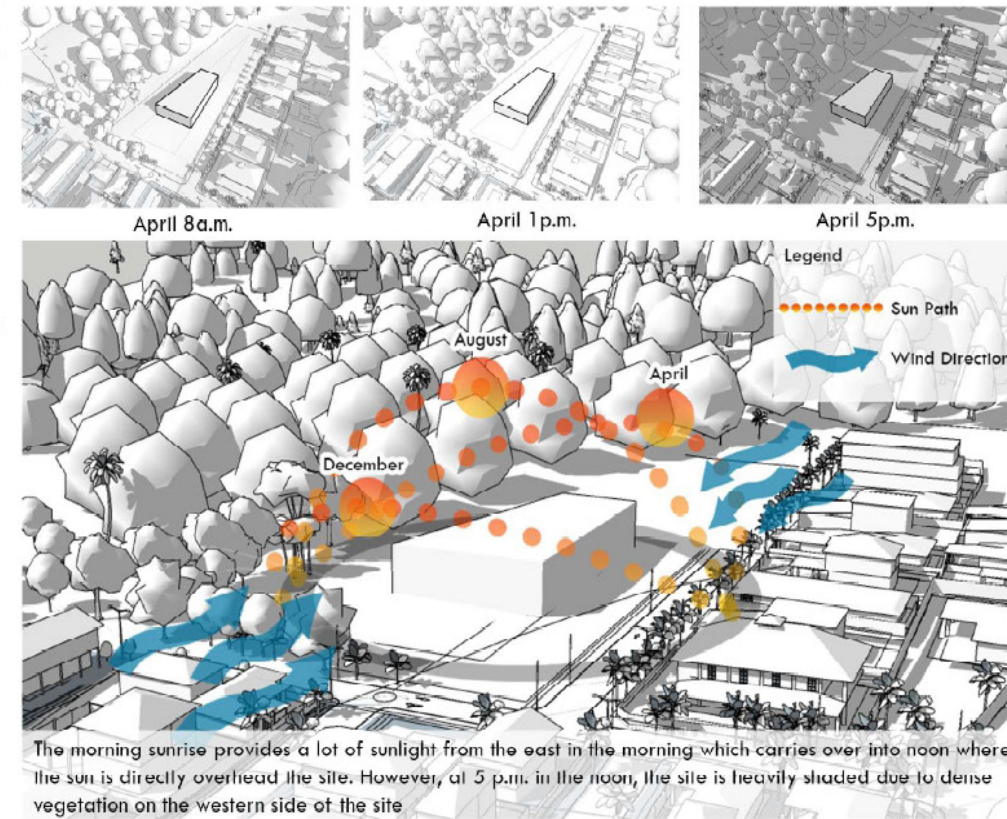 April 8a.m.
April 1p.m.
April 5p.m.
Legend
Sun Path
Wind Direction
August
April
December
The morning sunrise provides a lot of sunlight from the east in the morning which carries over into noon where
the sun is directly overhead the site. However, at 5 p.m. in the noon, the site is heavily shaded due to dense
vegetation on the western side of the site